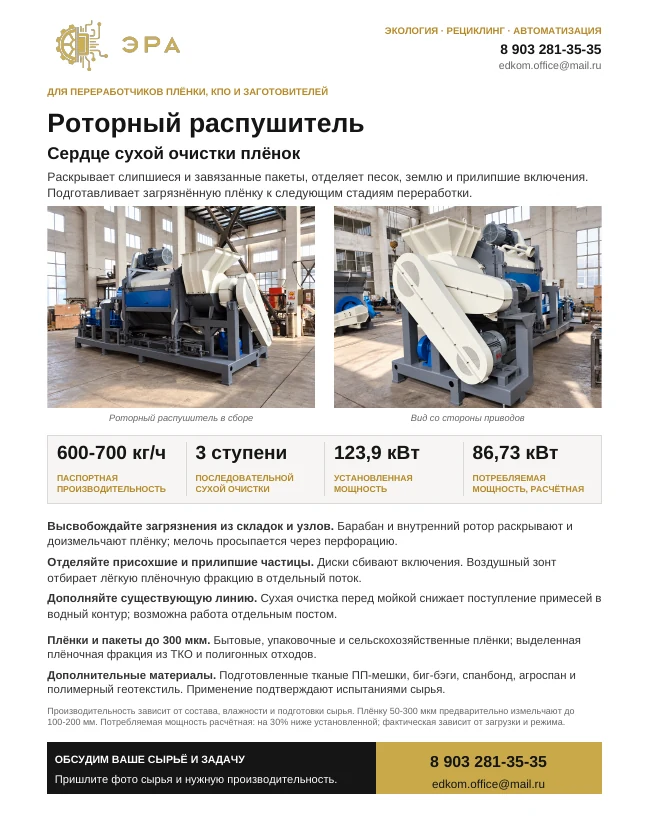 ЭРА
ЭКОЛОГИЯ · РЕЦИКЛИНГ · АВТОМАТИЗАЦИЯ
8 903 281-35-35
edkom.office@mail.ru
ДЛЯ ПЕРЕРАБОТЧИКОВ ПЛЁНКИ, КПО И ЗАГОТОВИТЕЛЕЙ
Роторный распушитель
Сердце сухой очистки плёнок
Раскрывает слипшиеся и завязанные пакеты, отделяет песок, землю и прилипшие включения.
Подготавливает загрязнённую плёнку к следующим стадиям переработки.
Роторный распушитель в сборе
Вид со стороны приводов
600-700 кг/ч
ПАСПОРТНАЯ
ПРОИЗВОДИТЕЛЬНОСТЬ
3 ступени
ПОСЛЕДОВАТЕЛЬНОЙ
СУХОЙ ОЧИСТКИ
123,9 кВт
УСТАНОВЛЕННАЯ
МОЩНОСТЬ
86,73 кВт
ПОТРЕБЛЯЕМАЯ
МОЩНОСТЬ, РАСЧЁТНАЯ
Высвобождайте загрязнения из складок и узлов. Барабан и внутренний ротор раскрывают и
доизмельчают плёнку; мелочь просыпается через перфорацию.
Отделяйте присохшие и прилипшие частицы. Диски сбивают включения. Воздушный зонт
отбирает лёгкую плёночную фракцию в отдельный поток.
Дополняйте существующую линию. Сухая очистка перед мойкой снижает поступление примесей в
водный контур; возможна работа отдельным постом.
Плёнки и пакеты до 300 мкм. Бытовые, упаковочные и сельскохозяйственные плёнки; выделенная
плёночная фракция из ТКО и полигонных отходов.
Дополнительные материалы. Подготовленные тканые ПП-мешки, биг-бэги, спанбонд, агроспан и
полимерный геотекстиль. Применение подтверждают испытаниями сырья.
Производительность зависит от состава, влажности и подготовки сырья. Плёнку 50-300 мкм предварительно измельчают до
100-200 мм. Потребляемая мощность расчётная: на 30% ниже установленной; фактическая зависит от загрузки и режима.
ОБСУДИМ ВАШЕ СЫРЬЁ И ЗАДАЧУ
Пришлите фото сырья и нужную производительность.
8 903 281-35-35
edkom.office@mail.ru